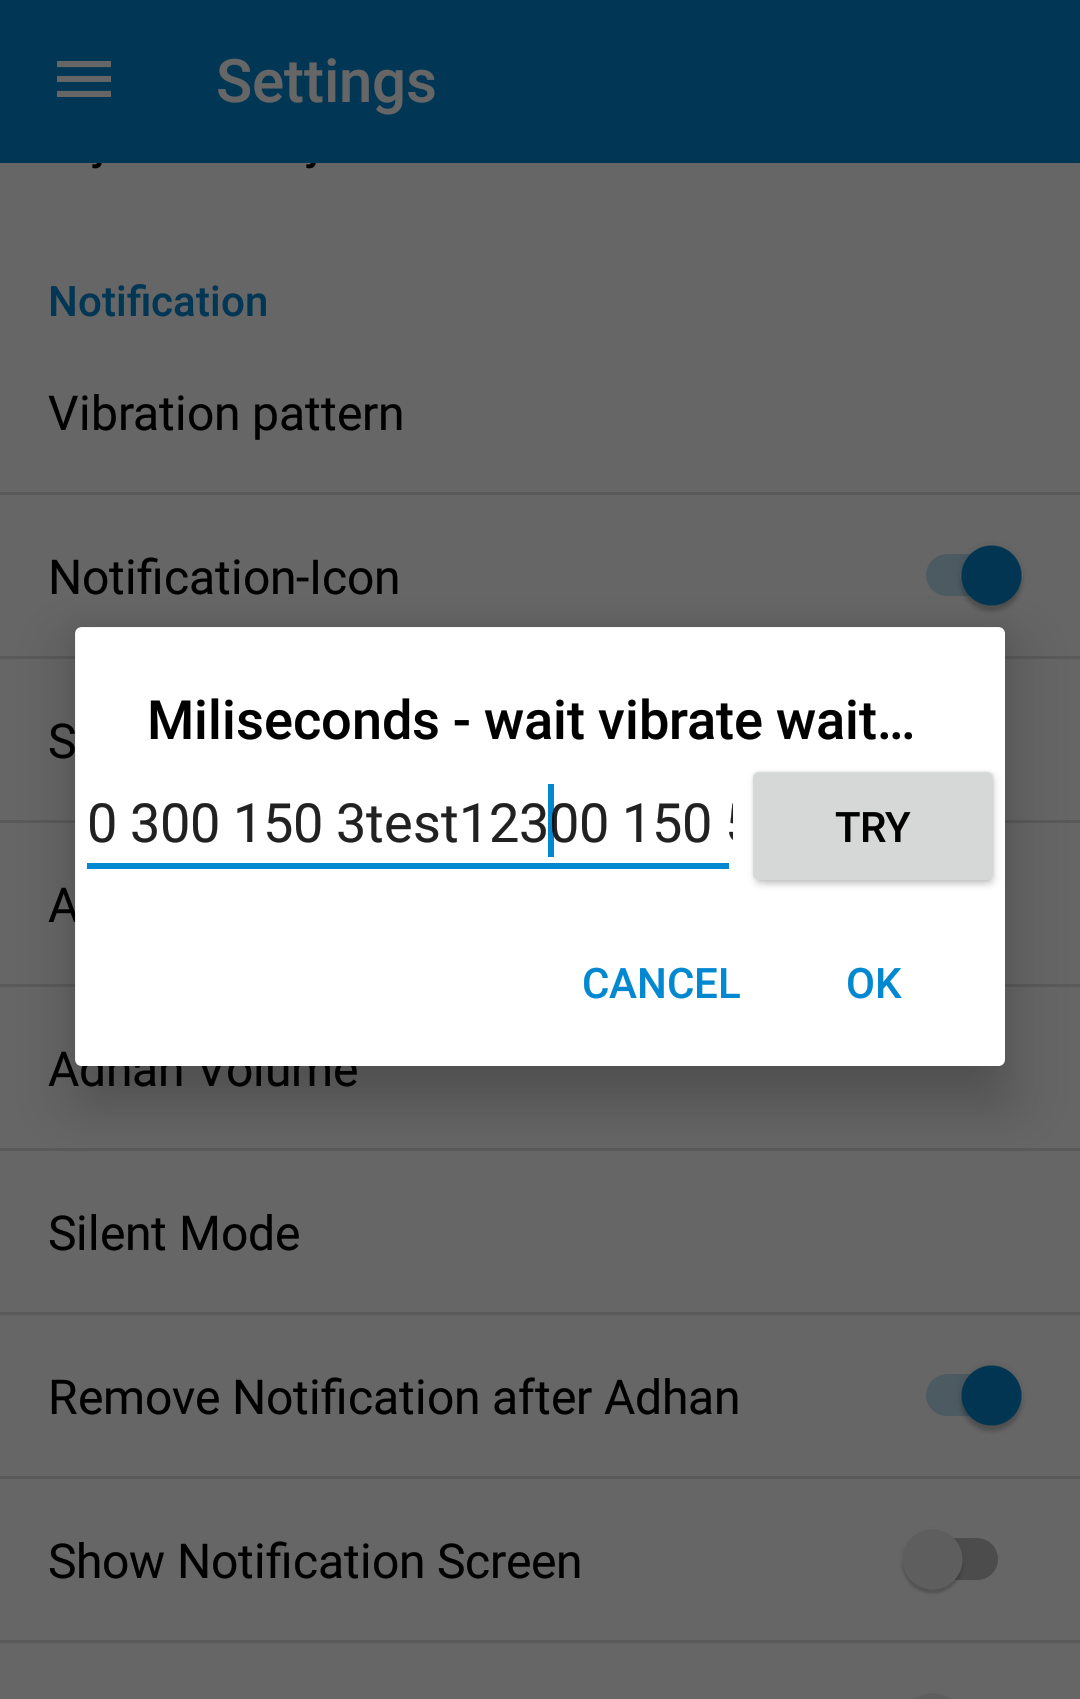 Settings
Notification
Vibration pattern
Notification-Icon
Miliseconds - wait vibrate wait...
0 300 150 3test12300 150
TRY
CANCEL
OK
Adhan Volume
Silent Mode
Remove Notification after Adhan
Show Notification Screen